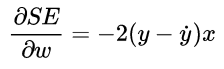 ∂SE/∂w = −2(y − ẏ)x